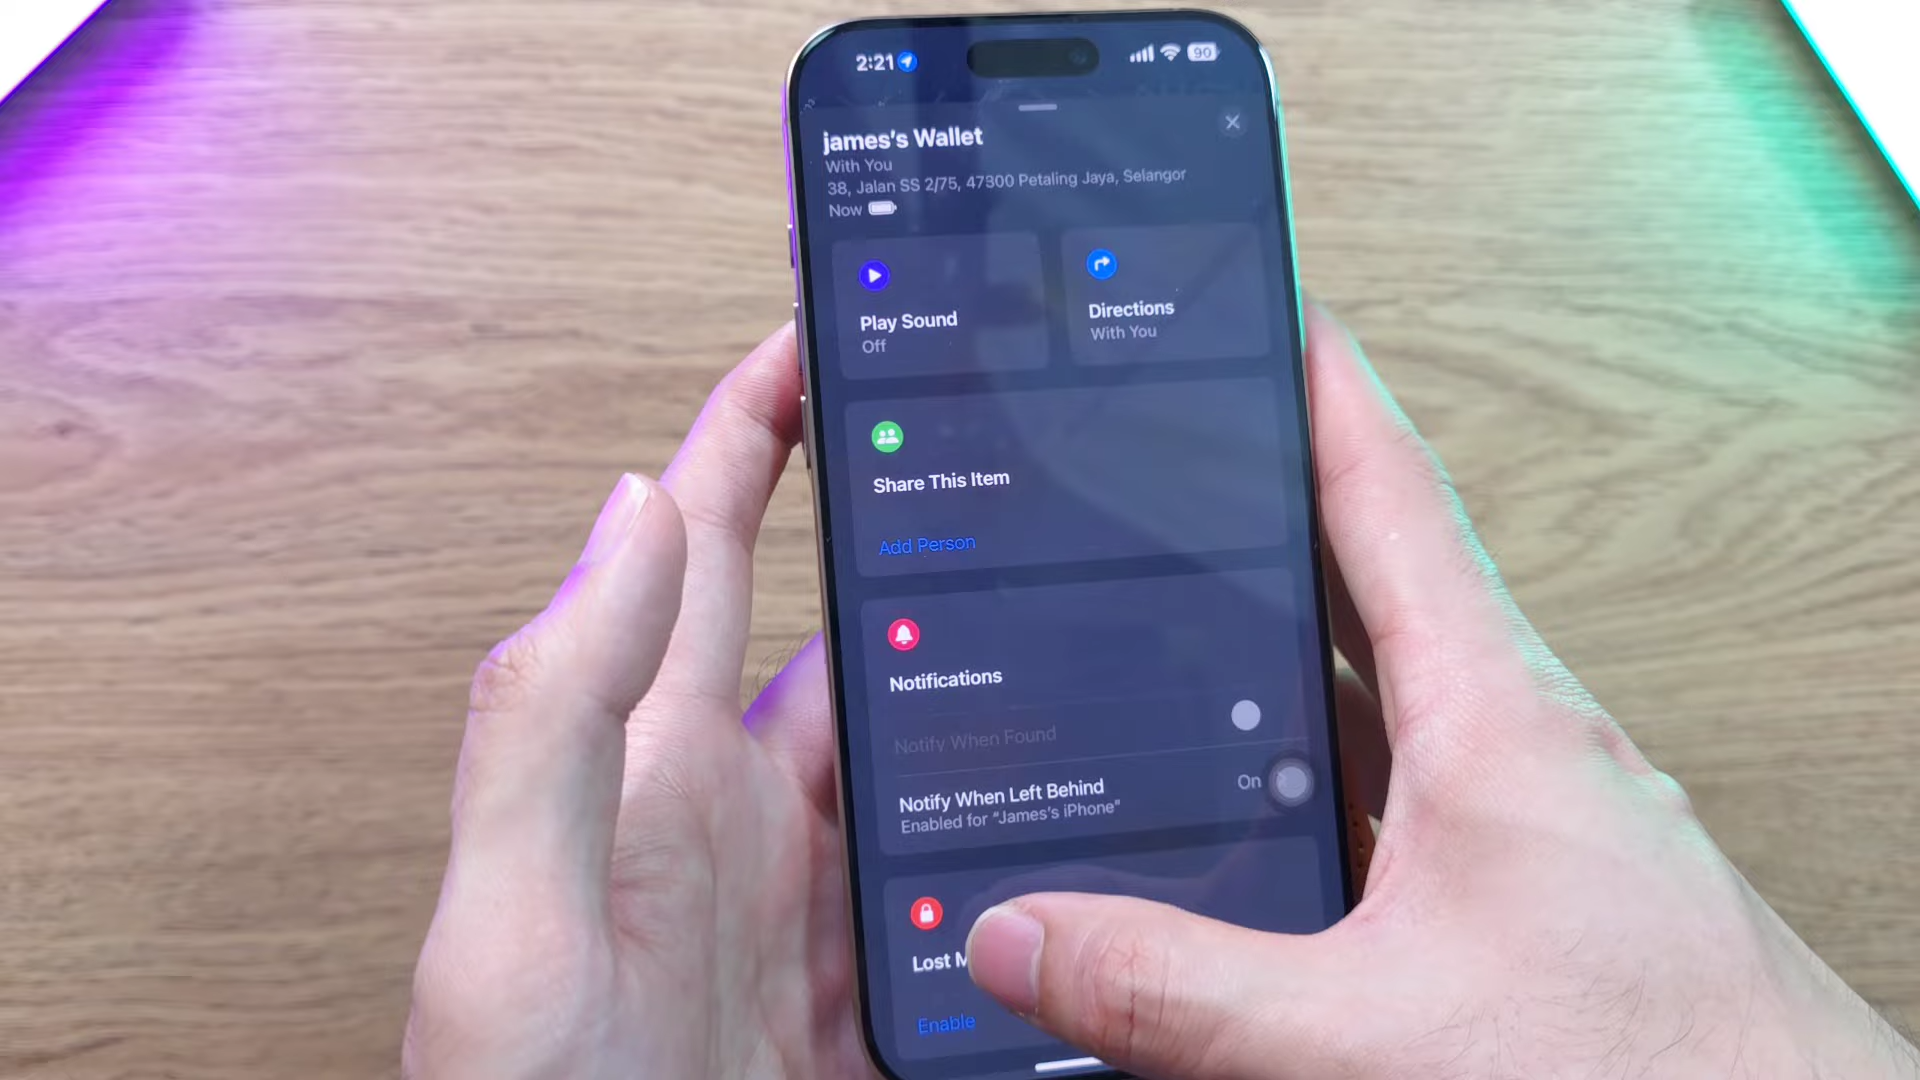 2:21
90
james's Wallet
With You
38, Jalan SS 2/75, 47300 Petaling Jaya, Selangor
Now
Play Sound
Off
Directions
With You
Share This Item
Add Person
Notifications
Notify When Found
Notify When Left Behind
On
Enabled for "James's iPhone"
Lost M
Enable